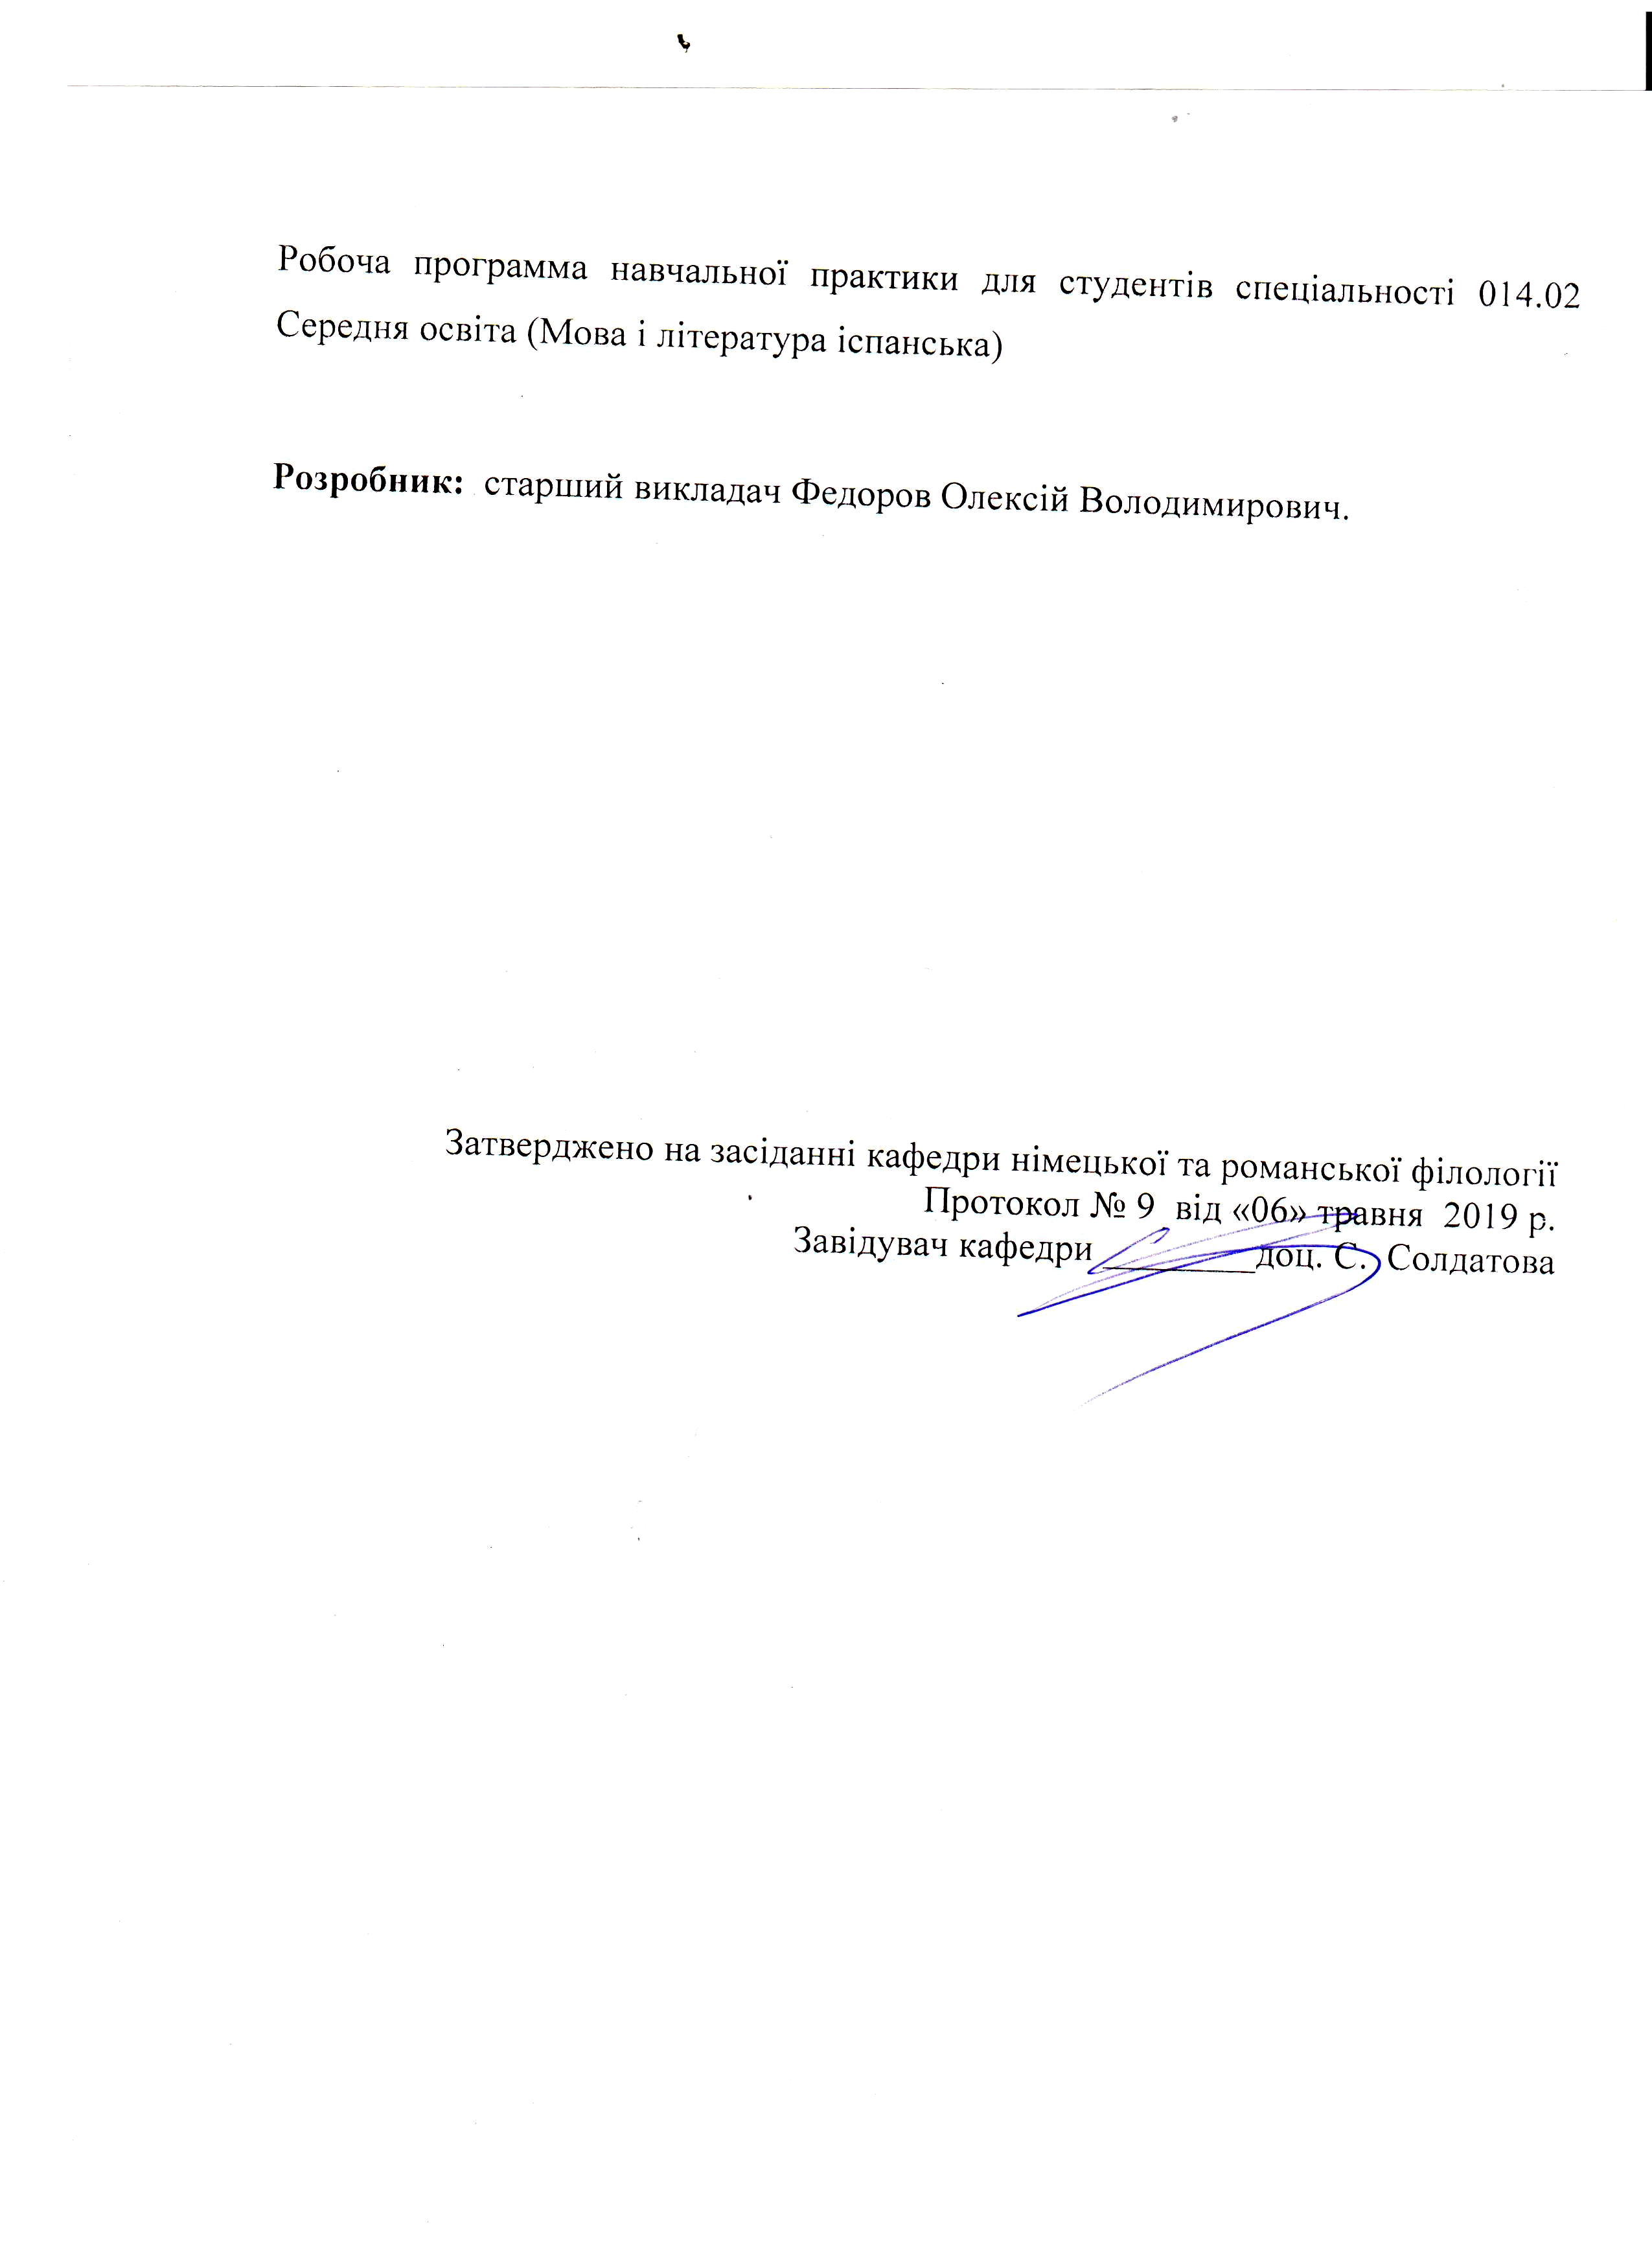 Робоча программа навчальної практики для студентів спеціальності 014.02
Середня освіта (Мова і література іспанська)
Розробник: старший викладач Федоров Олексій Володимирович.
Затверджено на засіданні кафедри німецької та романської філології
Протокол № 9 від «06» травня 2019 р.
Завідувач кафедри _________доц. С. Солдатова